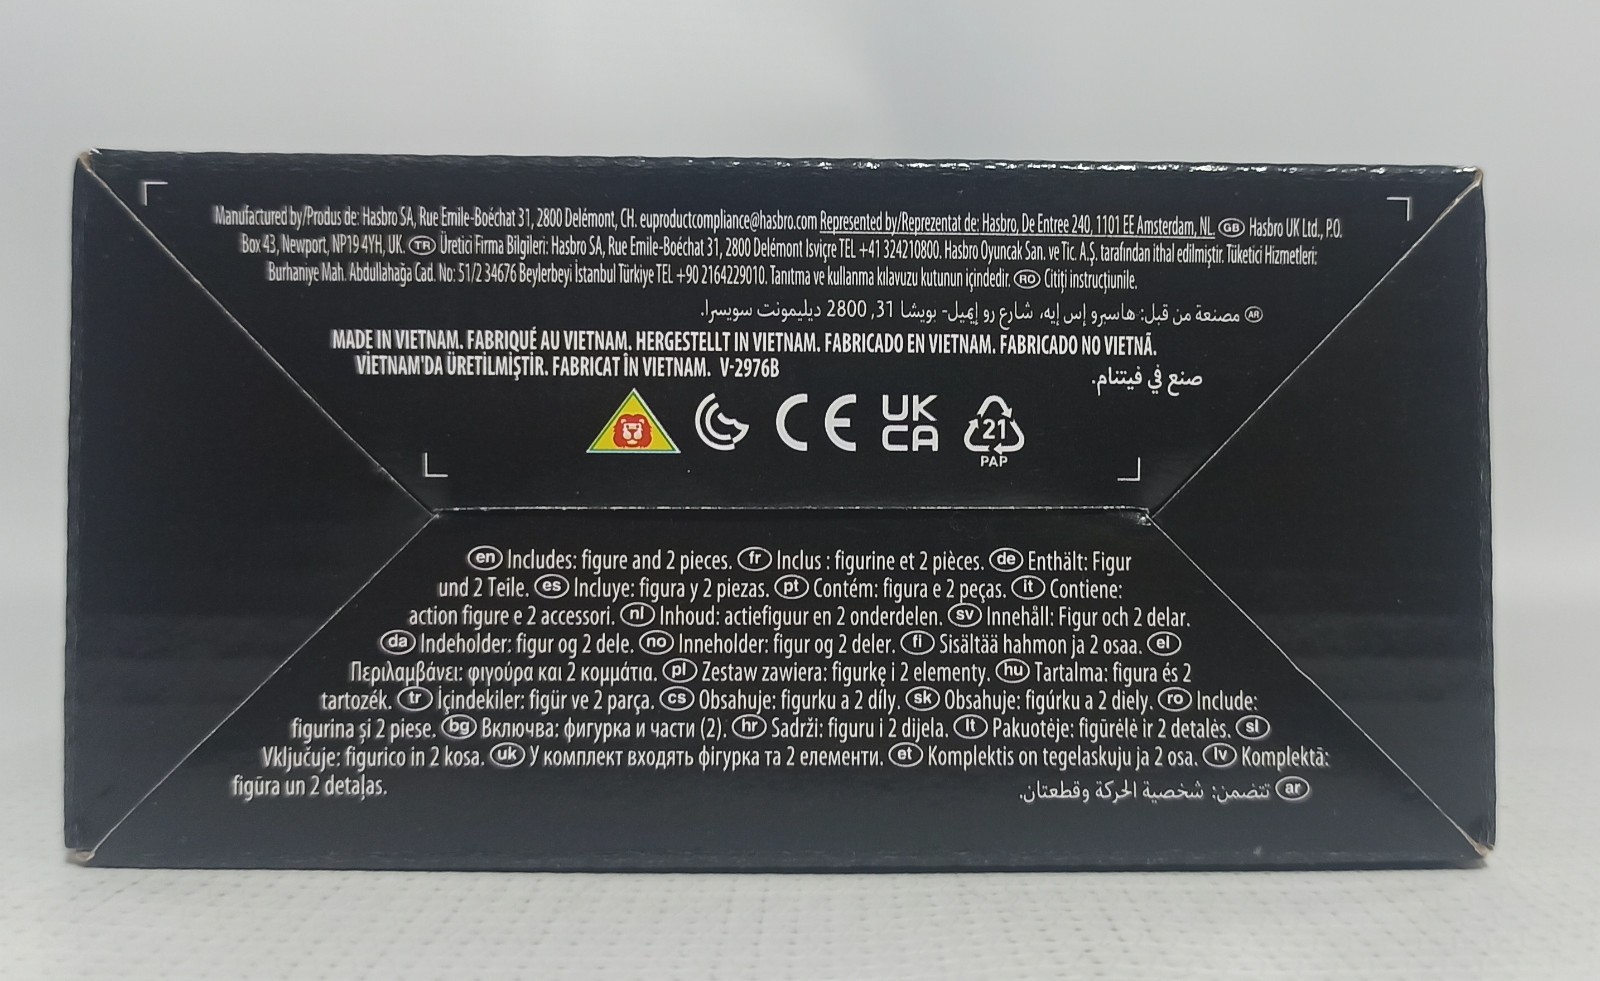 Manufactured by/Produs de: Hasbro SA, Rue Emile-Boéchat 31, 2800 Delémont, CH. euproductcompliance@hasbro.com Represented by/Reprezentat de: Hasbro, De Entree 240, 1101 EE Amsterdam, NL. GB Hasbro UK Ltd., P.O.
Box 43, Newport, NP19 4YH, UK. TR Üretici Firma Bilgileri: Hasbro SA, Rue Emile-Boéchat 31, 2800 Delémont İsviçre TEL +41 324210800. Hasbro Oyuncak San. ve Tic. A.Ş. tarafından ithal edilmiştir. Tüketici Hizmetleri:
Burhaniye Mah. Abdullahağa Cad. No: 51/2 34676 Beylerbeyi İstanbul Türkiye TEL +90 2164229010. Tanıtma ve kullanma kılavuzu kutunun içindedir. RO Citiți instrucțiunile.
AR مصنعة من قبل: هاسبرو إس إيه، شارع رو إيميل- بويشا 31, 2800 ديليمونت سويسرا.
MADE IN VIETNAM. FABRIQUÉ AU VIETNAM. HERGESTELLT IN VIETNAM. FABRICADO EN VIETNAM. FABRICADO NO VIETNÃ.
VİETNAM'DA ÜRETİLMİŞTİR. FABRICAT ÎN VIETNAM. V-2976B
صنع في فيتنام.
CE UK CA 21
PAP
en Includes: figure and 2 pieces. fr Inclus : figurine et 2 pièces. de Enthält: Figur
und 2 Teile. es Incluye: figura y 2 piezas. pt Contém: figura e 2 peças. it Contiene:
action figure e 2 accessori. nl Inhoud: actiefiguur en 2 onderdelen. sv Innehåll: Figur och 2 delar.
da Indeholder: figur og 2 dele. no Inneholder: figur og 2 deler. fi Sisältää hahmon ja 2 osaa. el
Περιλαμβάνει: φιγούρα και 2 κομμάτια. pl Zestaw zawiera: figurkę i 2 elementy. hu Tartalma: figura és 2
tartozék. tr İçindekiler: figür ve 2 parça. cs Obsahuje: figurku a 2 díly. sk Obsahuje: figúrku a 2 diely. ro Include:
figurina și 2 piese. bg Включва: фигурка и части (2). hr Sadrži: figuru i 2 dijela. lt Pakuotėje: figūrėlė ir 2 detalės. sl
Vključuje: figurico in 2 kosa. uk У комплект входять фігурка та 2 елементи. et Komplektis on tegelaskuju ja 2 osa. lv Komplektā:
figūra un 2 detaļas.
ar تتضمن: شخصية الحركة وقطعتان.